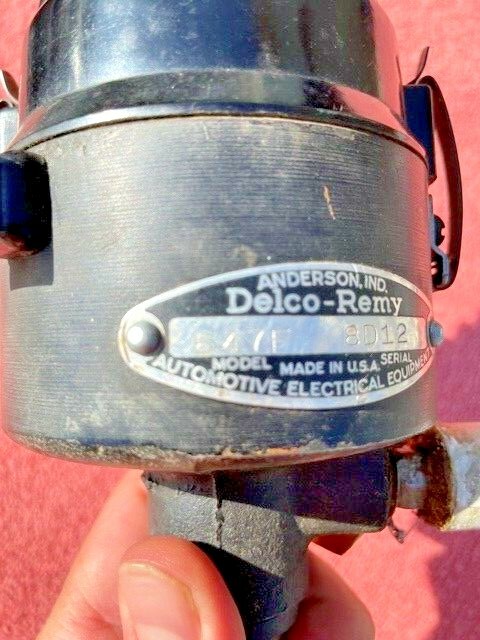 ANDERSON, IND.
Delco-Remy
8D12
MODEL MADE IN U.S.A. SERIAL
AUTOMOTIVE ELECTRICAL EQUIPMENT